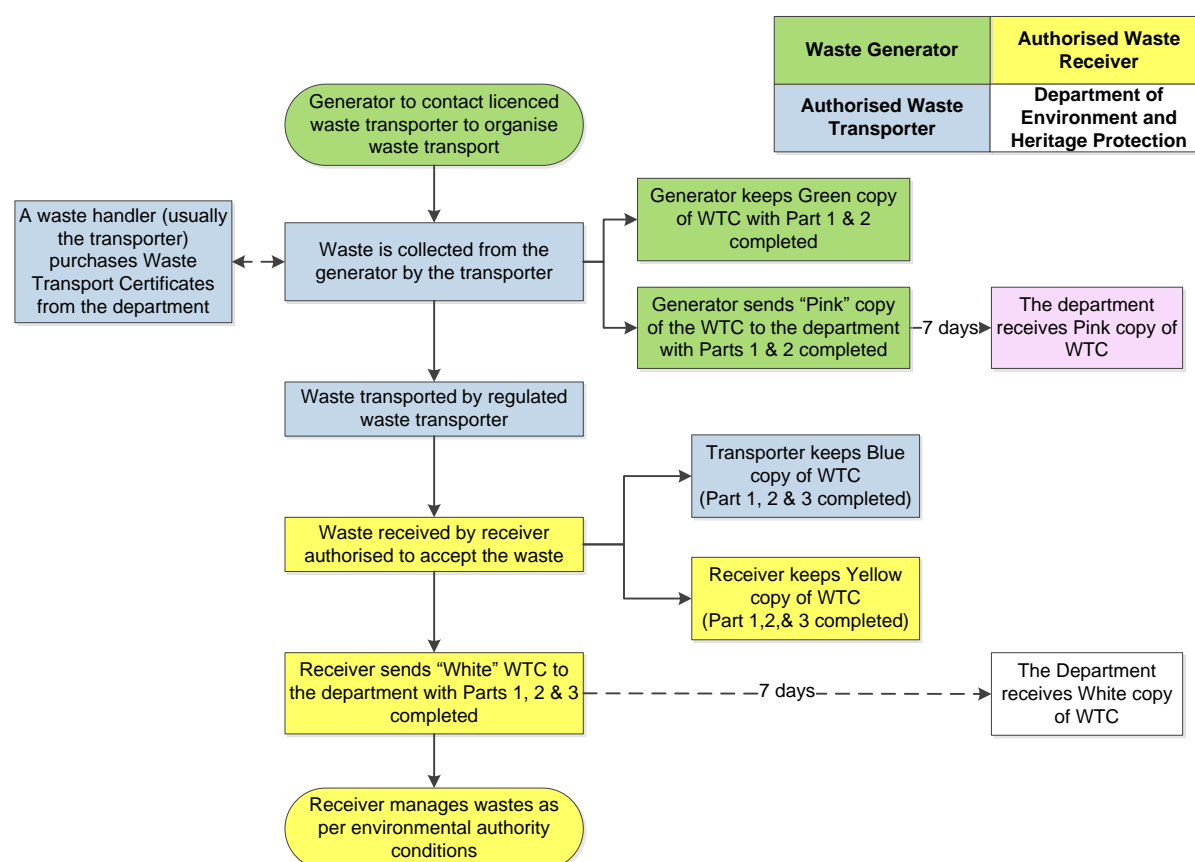 Waste Generator
Authorised Waste
Receiver
Authorised Waste
Transporter
Department of
Environment and
Heritage Protection
Generator to contact licenced
waste transporter to organise
waste transport
A waste handler (usually
the transporter)
purchases Waste
Transport Certificates
from the department
Waste is collected from the
generator by the transporter
Generator keeps Green copy
of WTC with Part 1 & 2
completed
Generator sends “Pink” copy
of the WTC to the department
with Parts 1 & 2 completed
7 days
The department
receives Pink copy of
WTC
Waste transported by regulated
waste transporter
Transporter keeps Blue
copy of WTC
(Part 1, 2 & 3 completed)
Waste received by receiver
authorised to accept the waste
Receiver keeps Yellow
copy of WTC
(Part 1,2,& 3 completed)
Receiver sends “White” WTC to
the department with Parts 1, 2 & 3
completed
7 days
The Department
receives White copy
of WTC
Receiver manages wastes as
per environmental authority
conditions